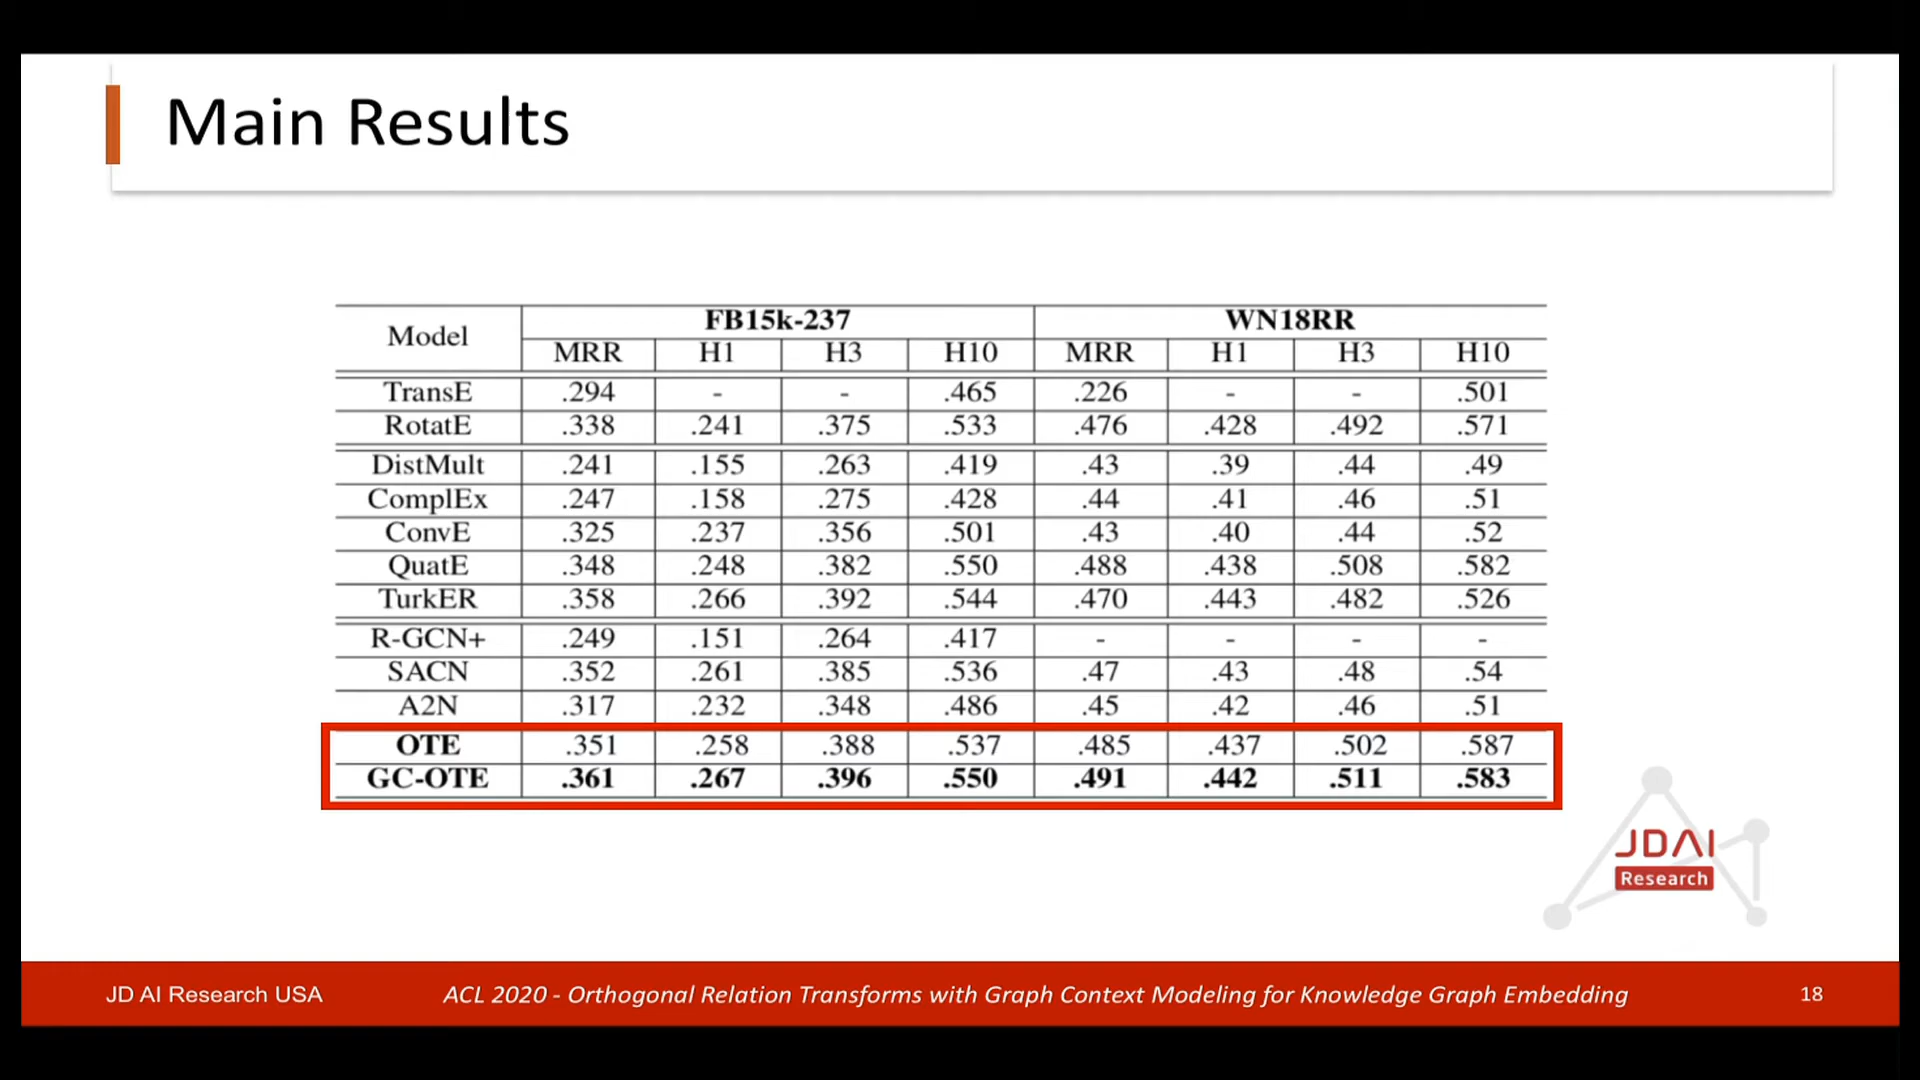 Main Results
Model FB15k-237 WN18RR
MRR H1 H3 H10 MRR H1 H3 H10
TransE .294 - - .465 .226 - - .501
RotatE .338 .241 .375 .533 .476 .428 .492 .571
DistMult .241 .155 .263 .419 .43 .39 .44 .49
ComplEx .247 .158 .275 .428 .44 .41 .46 .51
ConvE .325 .237 .356 .501 .43 .40 .44 .52
QuatE .348 .248 .382 .550 .488 .438 .508 .582
TurkER .358 .266 .392 .544 .470 .443 .482 .526
R-GCN+ .249 .151 .264 .417 - - - -
SACN .352 .261 .385 .536 .47 .43 .48 .54
A2N .317 .232 .348 .486 .45 .42 .46 .51
OTE .351 .258 .388 .537 .485 .437 .502 .587
GC-OTE .361 .267 .396 .550 .491 .442 .511 .583
JDAI
Research
JD AI Research USA ACL 2020 - Orthogonal Relation Transforms with Graph Context Modeling for Knowledge Graph Embedding 18